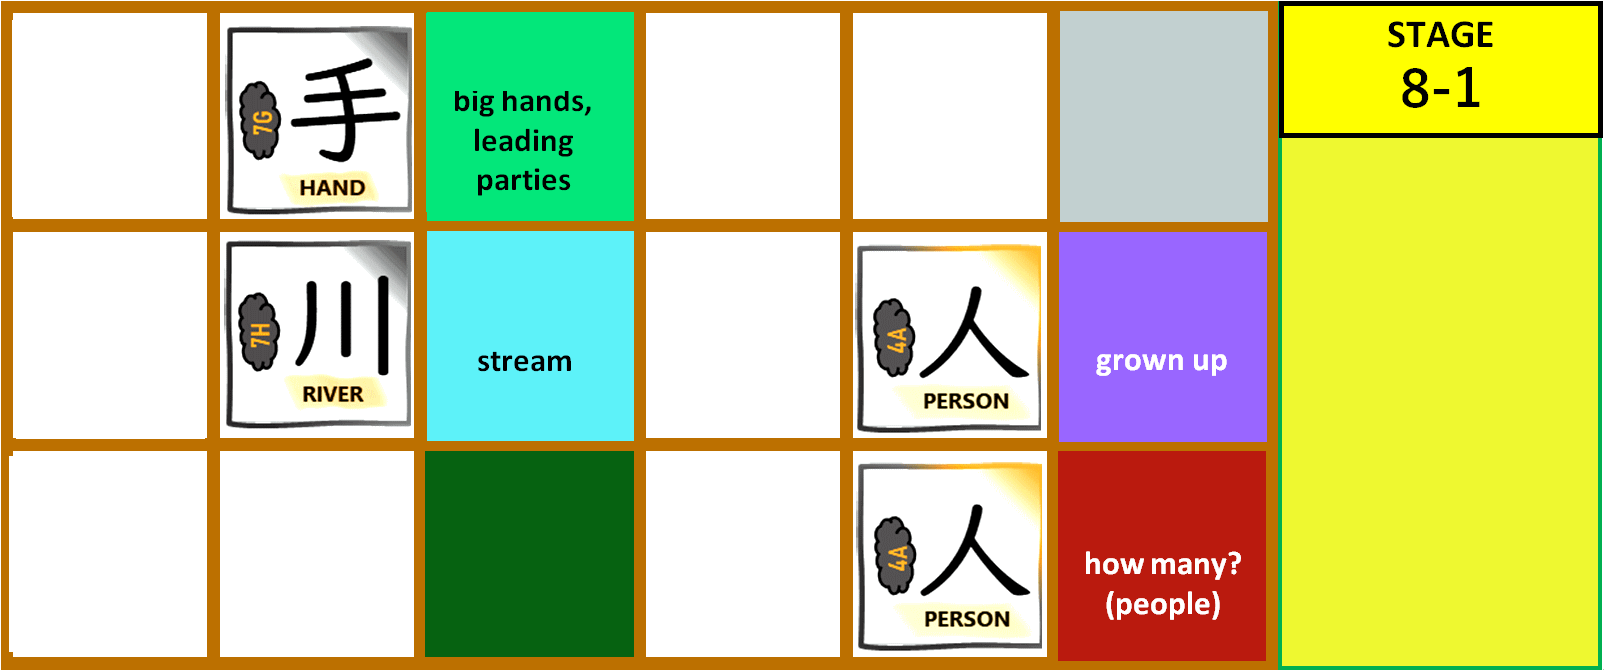 7G
手
HAND
big hands,
leading
parties
STAGE
8-1
7H
川
RIVER
stream
4A
人
PERSON
grown up
4A
人
PERSON
how many?
(people)